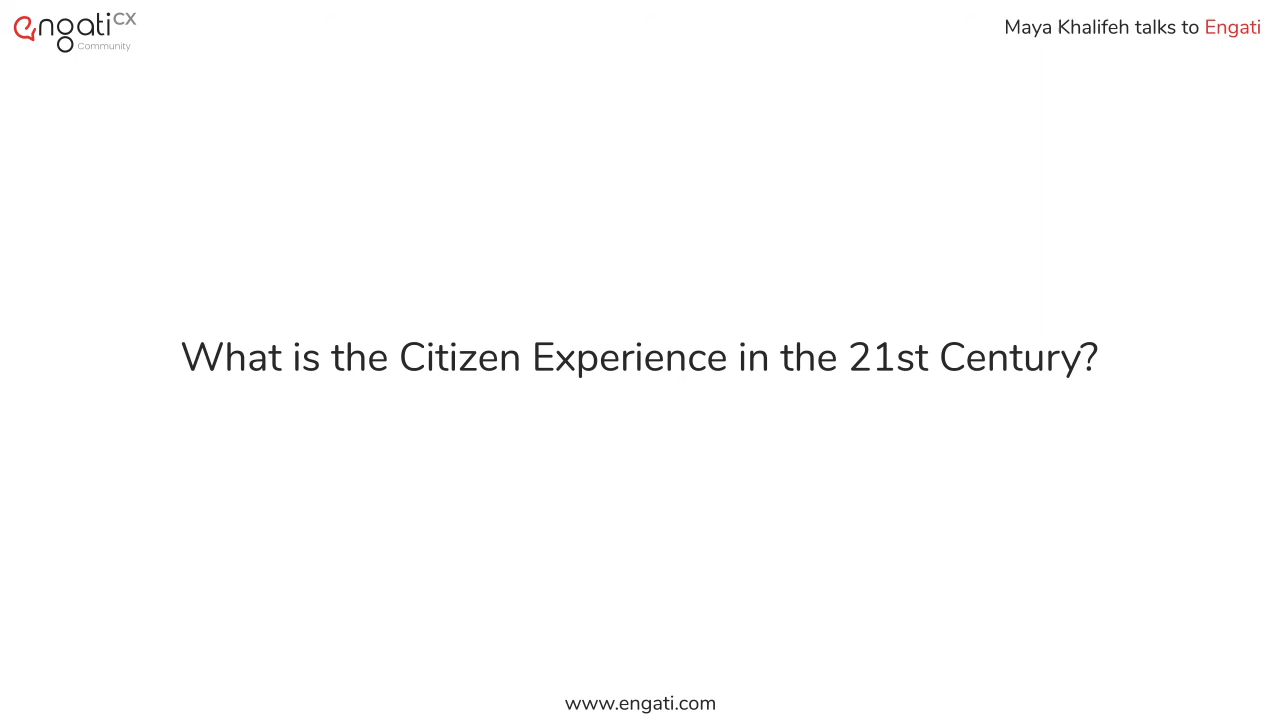 engati CX
Community
Maya Khalifeh talks to Engati
What is the Citizen Experience in the 21st Century?
www.engati.com